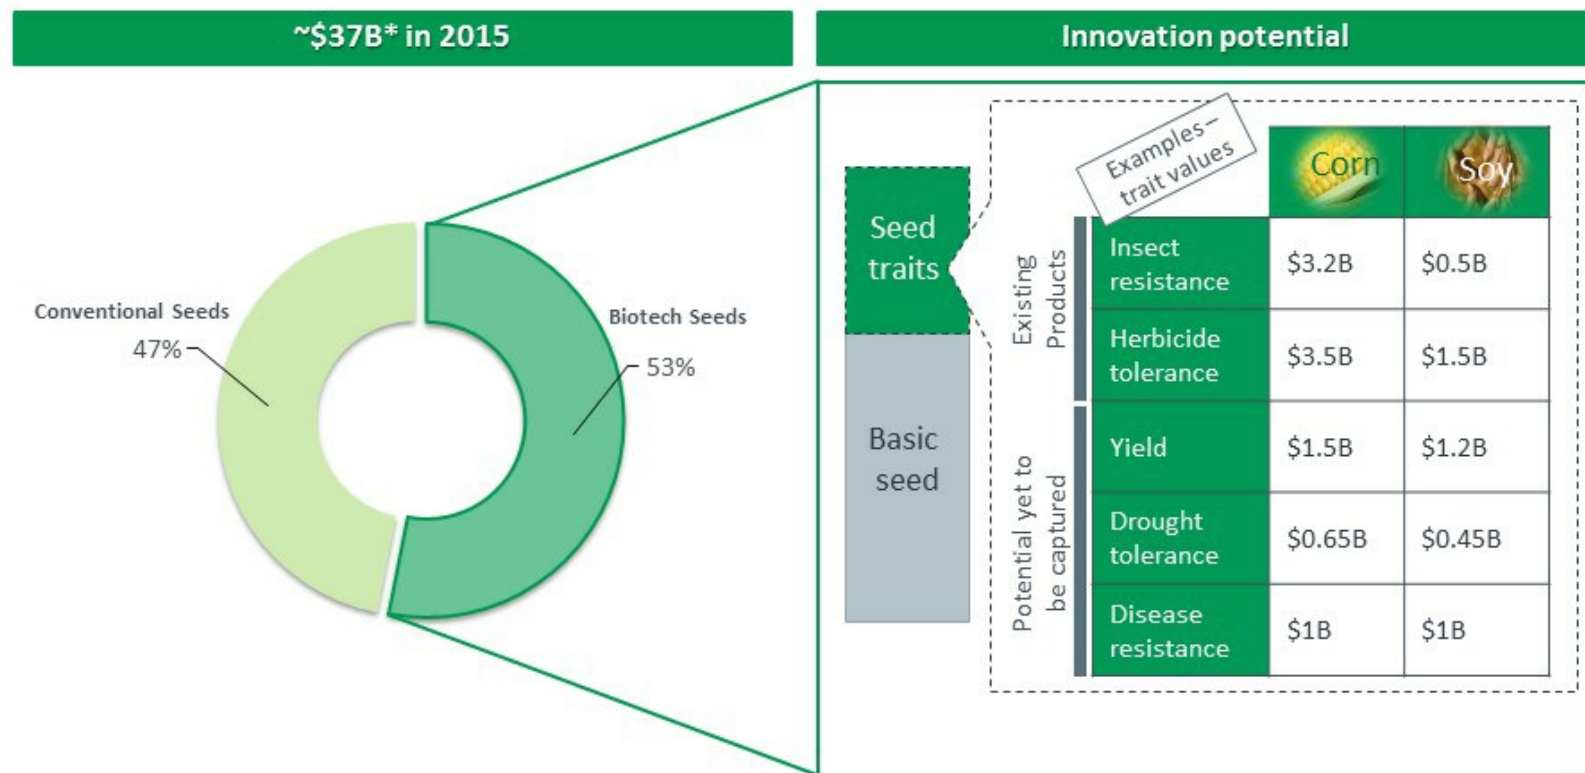 ~$37B* in 2015
Innovation potential
Conventional Seeds
47%
Biotech Seeds
53%
Seed
traits
Basic
seed
Examples–
trait values
Corn
Soy
Existing
Products
Insect
resistance
$3.2B
$0.5B
Herbicide
tolerance
$3.5B
$1.5B
Potential yet to
be captured
Yield
$1.5B
$1.2B
Drought
tolerance
$0.65B
$0.45B
Disease
resistance
$1B
$1B